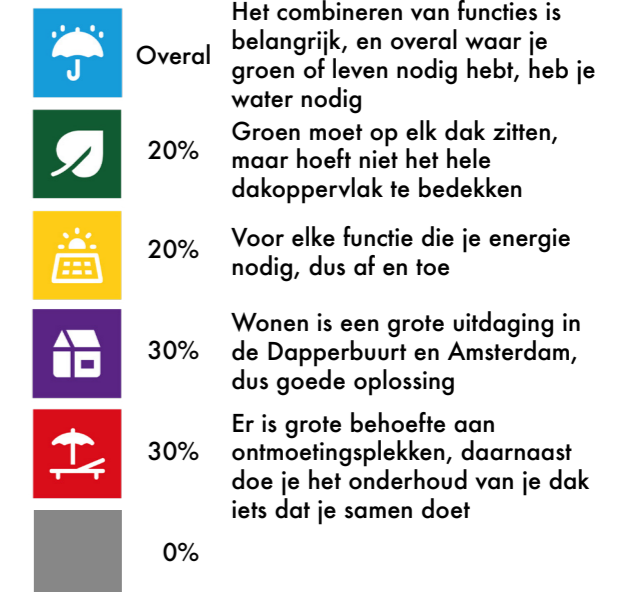 Overal
Het combineren van functies is
belangrijk, en overal waar je
groen of leven nodig hebt, heb je
water nodig
20%
Groen moet op elk dak zitten,
maar hoeft niet het hele
dakoppervlak te bedekken
20%
Voor elke functie die je energie
nodig, dus af en toe
30%
Wonen is een grote uitdaging in
de Dapperbuurt en Amsterdam,
dus goede oplossing
30%
Er is grote behoefte aan
ontmoetingsplekken, daarnaast
doe je het onderhoud van je dak
iets dat je samen doet
0%